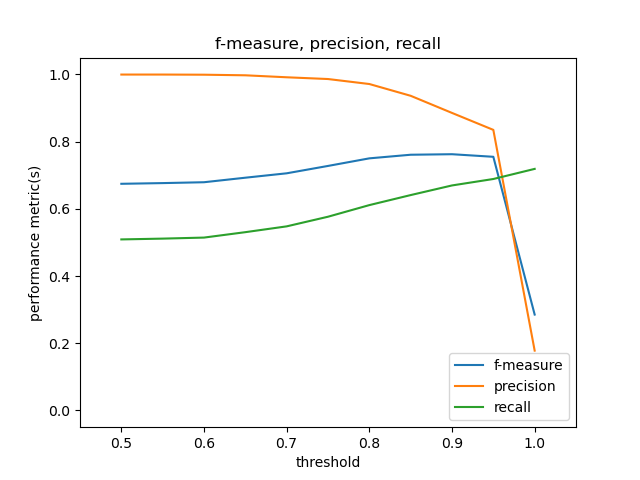 f-measure, precision, recall
performance metric(s)
1.0
0.8
0.6
0.4
0.2
0.0
f-measure
precision
recall
0.5 0.6 0.7 0.8 0.9 1.0
threshold